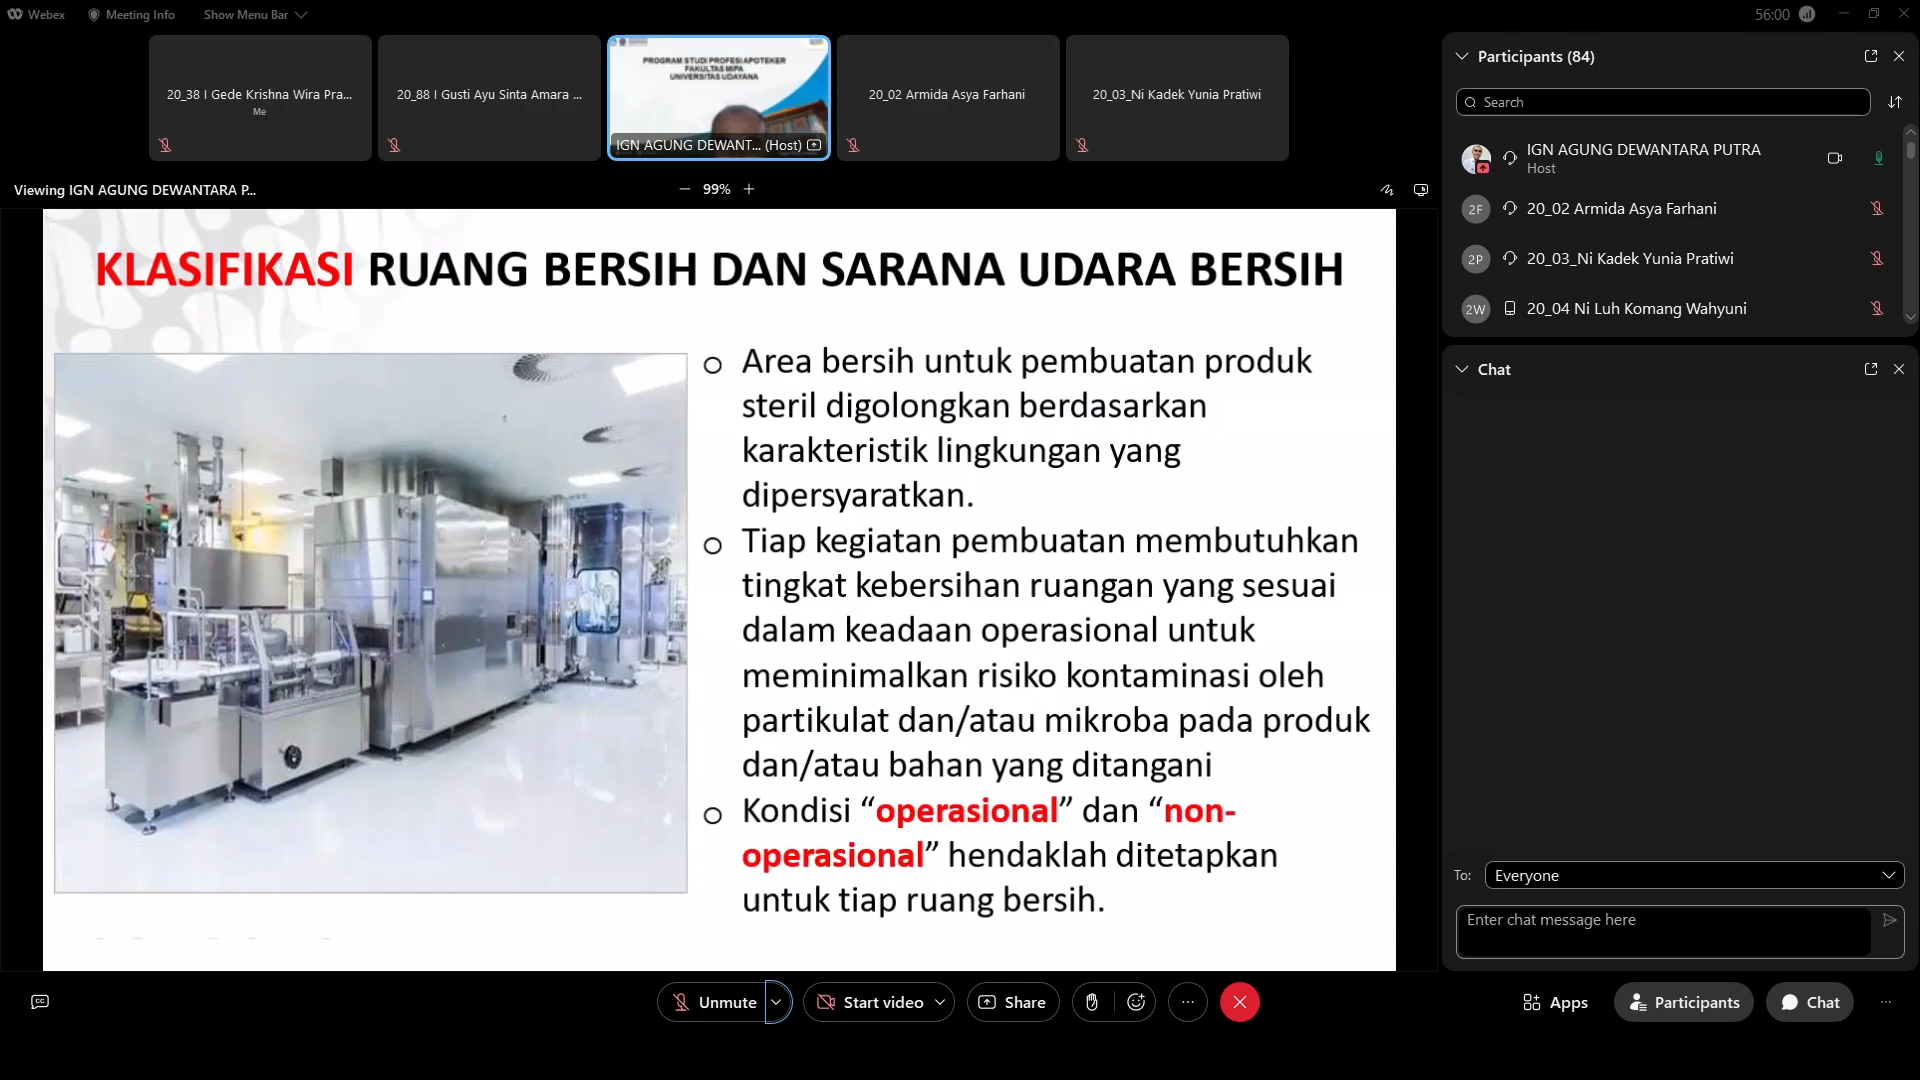 Webex
Meeting Info
Show Menu Bar
56:00
20_38 I Gede Krishna Wira Pra...
Me
20_88 I Gusti Ayu Sinta Amara ...
PROGRAM STUDI PROFESI APOTEKER
FAKULTAS MIPA
UNIVERSITAS UDAYANA
IGN AGUNG DEWANT... (Host)
20_02 Armida Asya Farhani
20_03_Ni Kadek Yunia Pratiwi
Viewing IGN AGUNG DEWANTARA P...
99%
KLASIFIKASI RUANG BERSIH DAN SARANA UDARA BERSIH
o Area bersih untuk pembuatan produk
steril digolongkan berdasarkan
karakteristik lingkungan yang
dipersyaratkan.
o Tiap kegiatan pembuatan membutuhkan
tingkat kebersihan ruangan yang sesuai
dalam keadaan operasional untuk
meminimalkan risiko kontaminasi oleh
partikulat dan/atau mikroba pada produk
dan/atau bahan yang ditangani
o Kondisi “operasional” dan “non-
operasional” hendaklah ditetapkan
untuk tiap ruang bersih.
Participants (84)
Search
IGN AGUNG DEWANTARA PUTRA
Host
2F 20_02 Armida Asya Farhani
2P 20_03_Ni Kadek Yunia Pratiwi
2W 20_04 Ni Luh Komang Wahyuni
Chat
To: Everyone
Enter chat message here
Unmute
Start video
Share
Apps
Participants
Chat